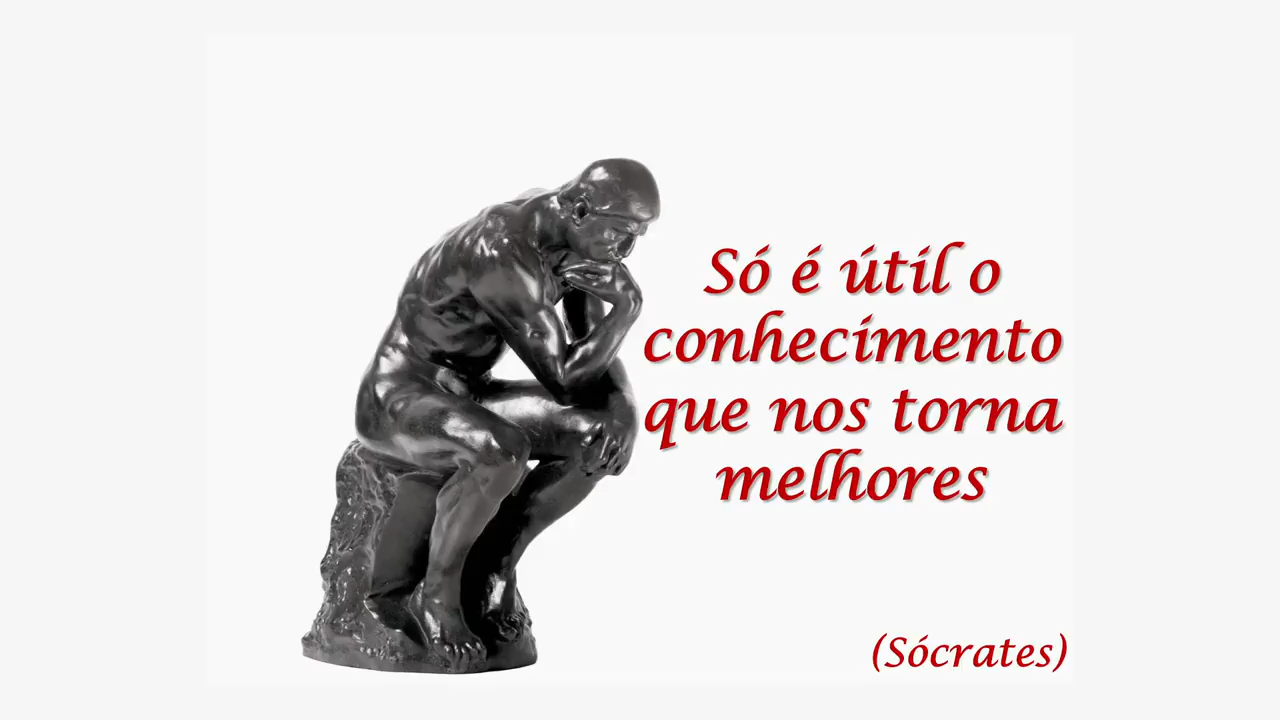 Só é útil o
conhecimento
que nos torna
melhores
(Sócrates)